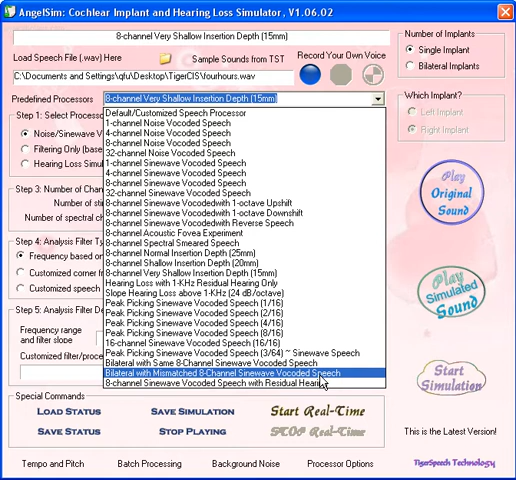 AngelSim: Cochlear Implant and Hearing Loss Simulator, V1.06.02
8-channel Very Shallow Insertion Depth (15mm)
Load Speech File (.wav) Here
Sample Sounds from TST
Record Your Own Voice
C:\Documents and Settings\qfu\Desktop\TigerCIS\fourhours.wav
Number of Implants
Single Implant
Bilateral Implants
Which Implant?
Left Implant
Right Implant
Predefined Processors
8-channel Very Shallow Insertion Depth (15mm)
Default/Customized Speech Processor
1-channel Noise Vocoded Speech
4-channel Noise Vocoded Speech
8-channel Noise Vocoded Speech
32-channel Noise Vocoded Speech
1-channel Sinewave Vocoded Speech
4-channel Sinewave Vocoded Speech
8-channel Sinewave Vocoded Speech
32-channel Sinewave Vocoded Speech
8-channel Sinewave Vocodedwith 1-octave Upshift
8-channel Sinewave Vocodedwith 1-octave Downshift
8-channel Sinewave Vocodedwith Reverse Speech
8-channel Acoustic Fovea Experiment
8-channel Spectral Smeared Speech
8-channel Normal Insertion Depth (25mm)
8-channel Shallow Insertion Depth (20mm)
8-channel Very Shallow Insertion Depth (15mm)
Hearing Loss with 1-KHz Residual Hearing Only
Slope Hearing Loss above 1-KHz (24 dB/octave)
Peak Picking Sinewave Vocoded Speech (1/16)
Peak Picking Sinewave Vocoded Speech (2/16)
Peak Picking Sinewave Vocoded Speech (4/16)
Peak Picking Sinewave Vocoded Speech (8/16)
16-channel Sinewave Vocoded Speech (16/16)
Peak Picking Sinewave Vocoded Speech (3/64) ~ Sinewave Speech
Bilateral with Same 8-Channel Sinewave Vocoded Speech
Bilateral with Mismatched 8-Channel Sinewave Vocoded Speech
8-channel Sinewave Vocoded Speech with Residual Hearin
Step 1: Select Processo
Noise/Sinewave V
Filtering Only (base
Hearing Loss Simu
Step 3: Number of Chan
Number of stim
Number of spectral ch
Step 4: Analysis Filter Ty
Frequency based on
Customized corner f
Customized speech
Step 5: Analysis Filter De
Frequency range
and filter slope
Customized filter/proce
Play
Original
Sound
Play
Simulated
Sound
Start
Simulation
Special Commands
LOAD STATUS
SAVE SIMULATION
Start Real-Time
SAVE STATUS
STOP PLAYING
STOP Real-Time
This is the Latest Version!
Tempo and Pitch
Batch Processing
Background Noise
Processor Options
TigerSpeech Technology